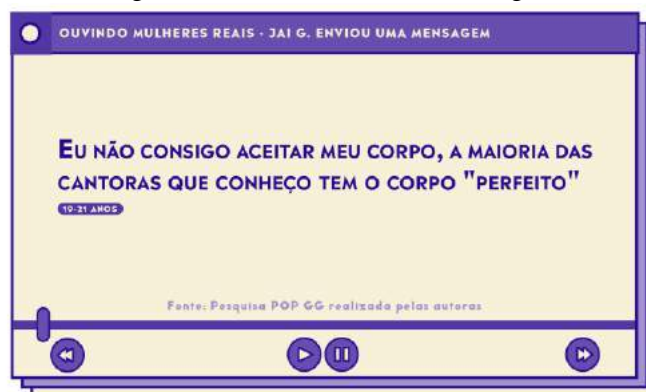 OUVINDO MULHERES REAIS - JAI G. ENVIOU UMA MENSAGEM
EU NÃO CONSIGO ACEITAR MEU CORPO, A MAIORIA DAS
CANTORAS QUE CONHEÇO TEM O CORPO "PERFEITO"
19-21 ANOS
Fonte: Pesquisa POP GG realizada pelas autoras